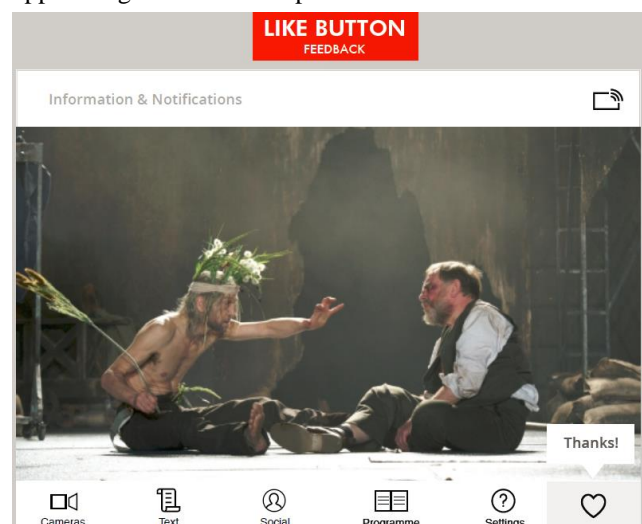 LIKE BUTTON
FEEDBACK
Information & Notifications
Thanks!
Cameras
Text
Social
Programme
Settings